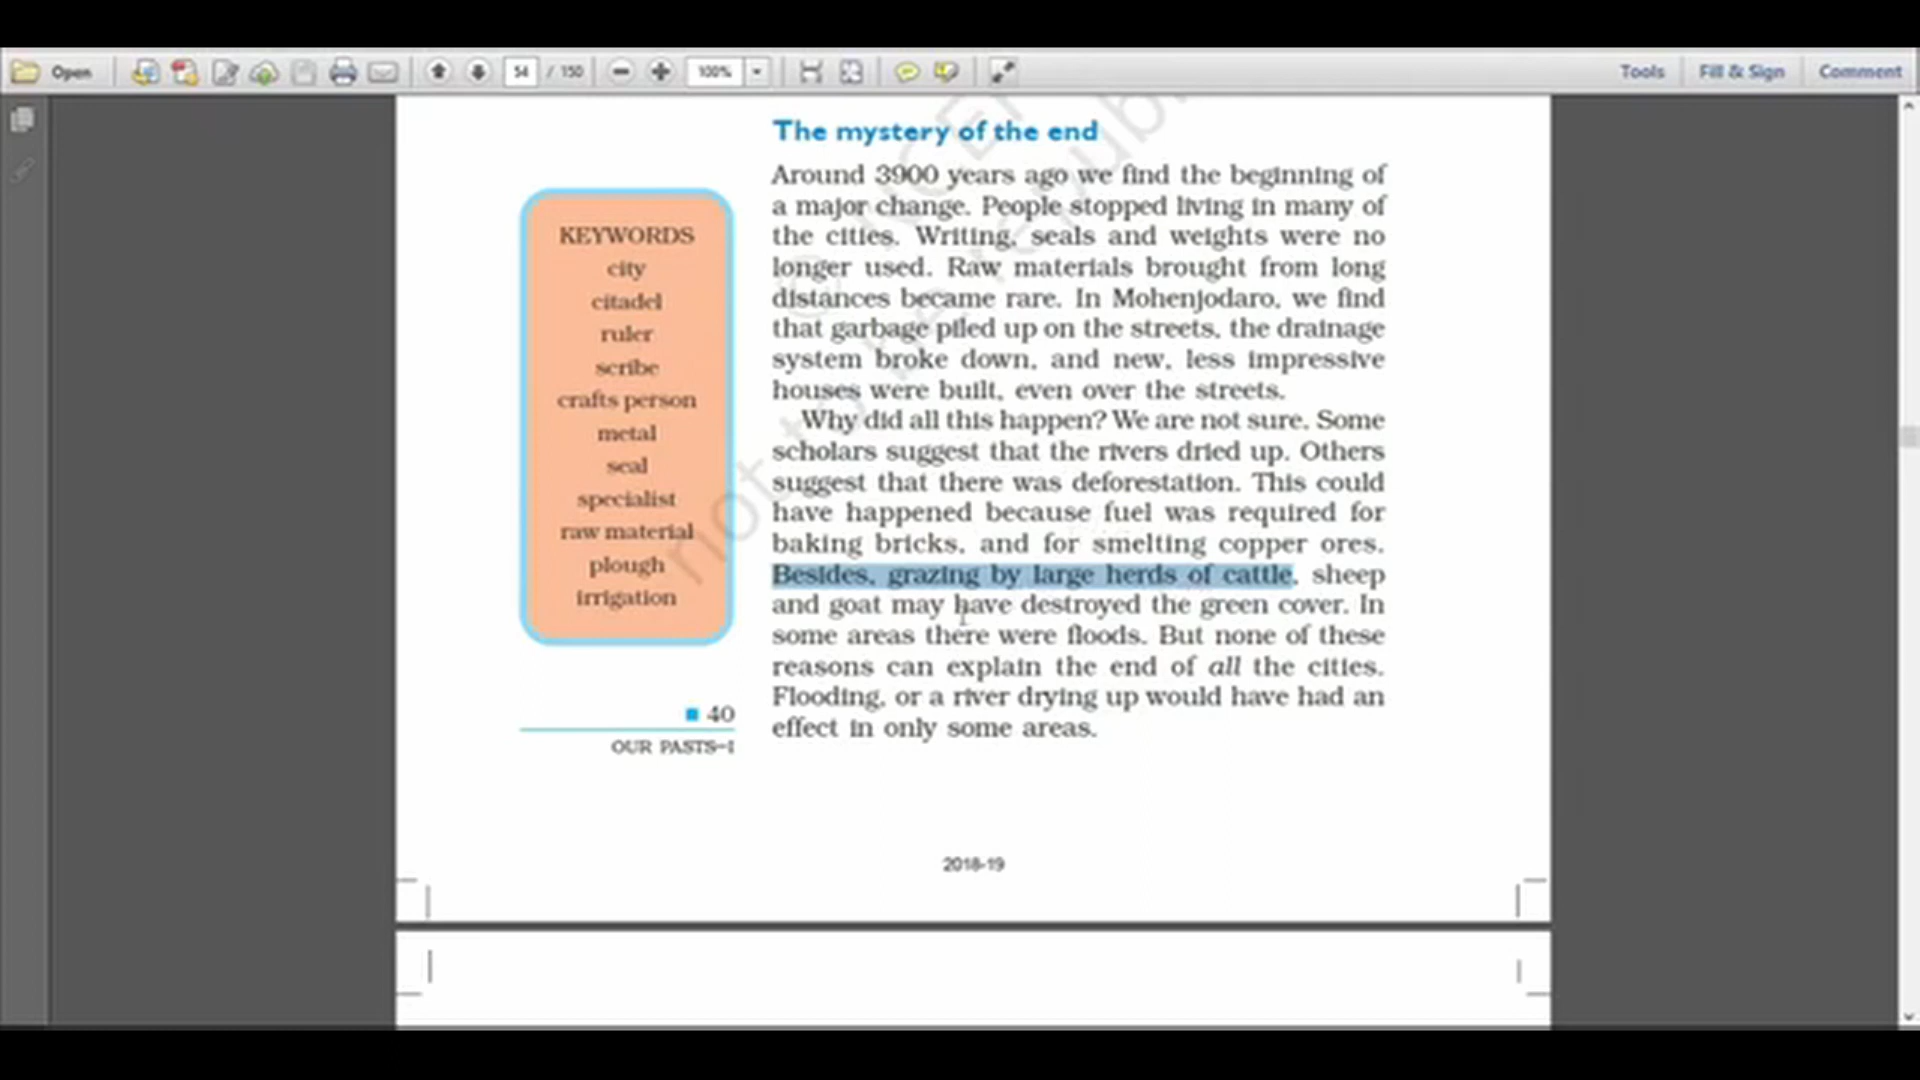 Open
54 / 150
100%
Tools
Fill & Sign
Comment
The mystery of the end
Around 3900 years ago we find the beginning of
a major change. People stopped living in many of
the cities. Writing, seals and weights were no
longer used. Raw materials brought from long
distances became rare. In Mohenjodaro, we find
that garbage piled up on the streets, the drainage
system broke down, and new, less impressive
houses were built, even over the streets.
Why did all this happen? We are not sure. Some
scholars suggest that the rivers dried up. Others
suggest that there was deforestation. This could
have happened because fuel was required for
baking bricks, and for smelting copper ores.
Besides, grazing by large herds of cattle, sheep
and goat may have destroyed the green cover. In
some areas there were floods. But none of these
reasons can explain the end of all the cities.
Flooding, or a river drying up would have had an
effect in only some areas.
KEYWORDS
city
citadel
ruler
scribe
crafts person
metal
seal
specialist
raw material
plough
irrigation
40
OUR PASTS–I
2018-19
not to be republi